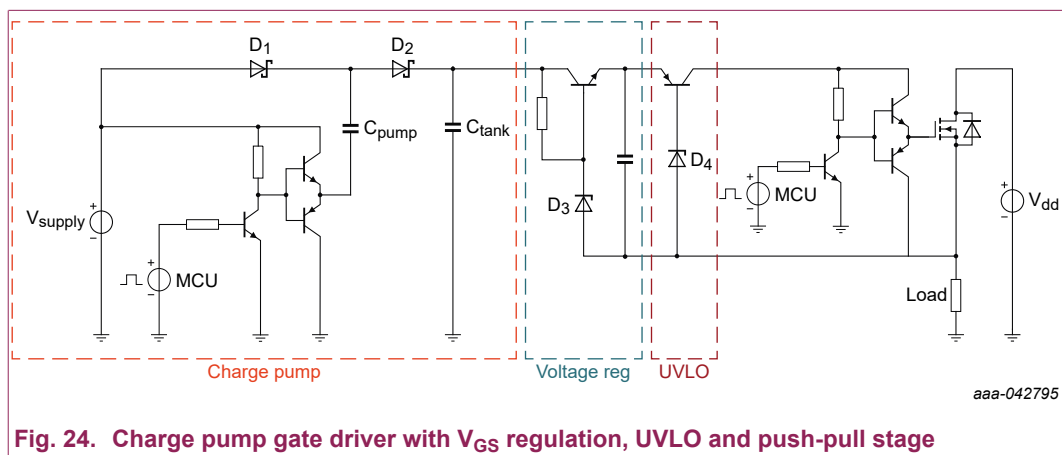 D1
D2
Cpump
Ctank
Vsupply
+
−
+
−
MCU
D3
D4
+
−
MCU
+
−
Vdd
Load
Charge pump
Voltage reg
UVLO
aaa-042795
Fig. 24. Charge pump gate driver with VGS regulation, UVLO and push-pull stage